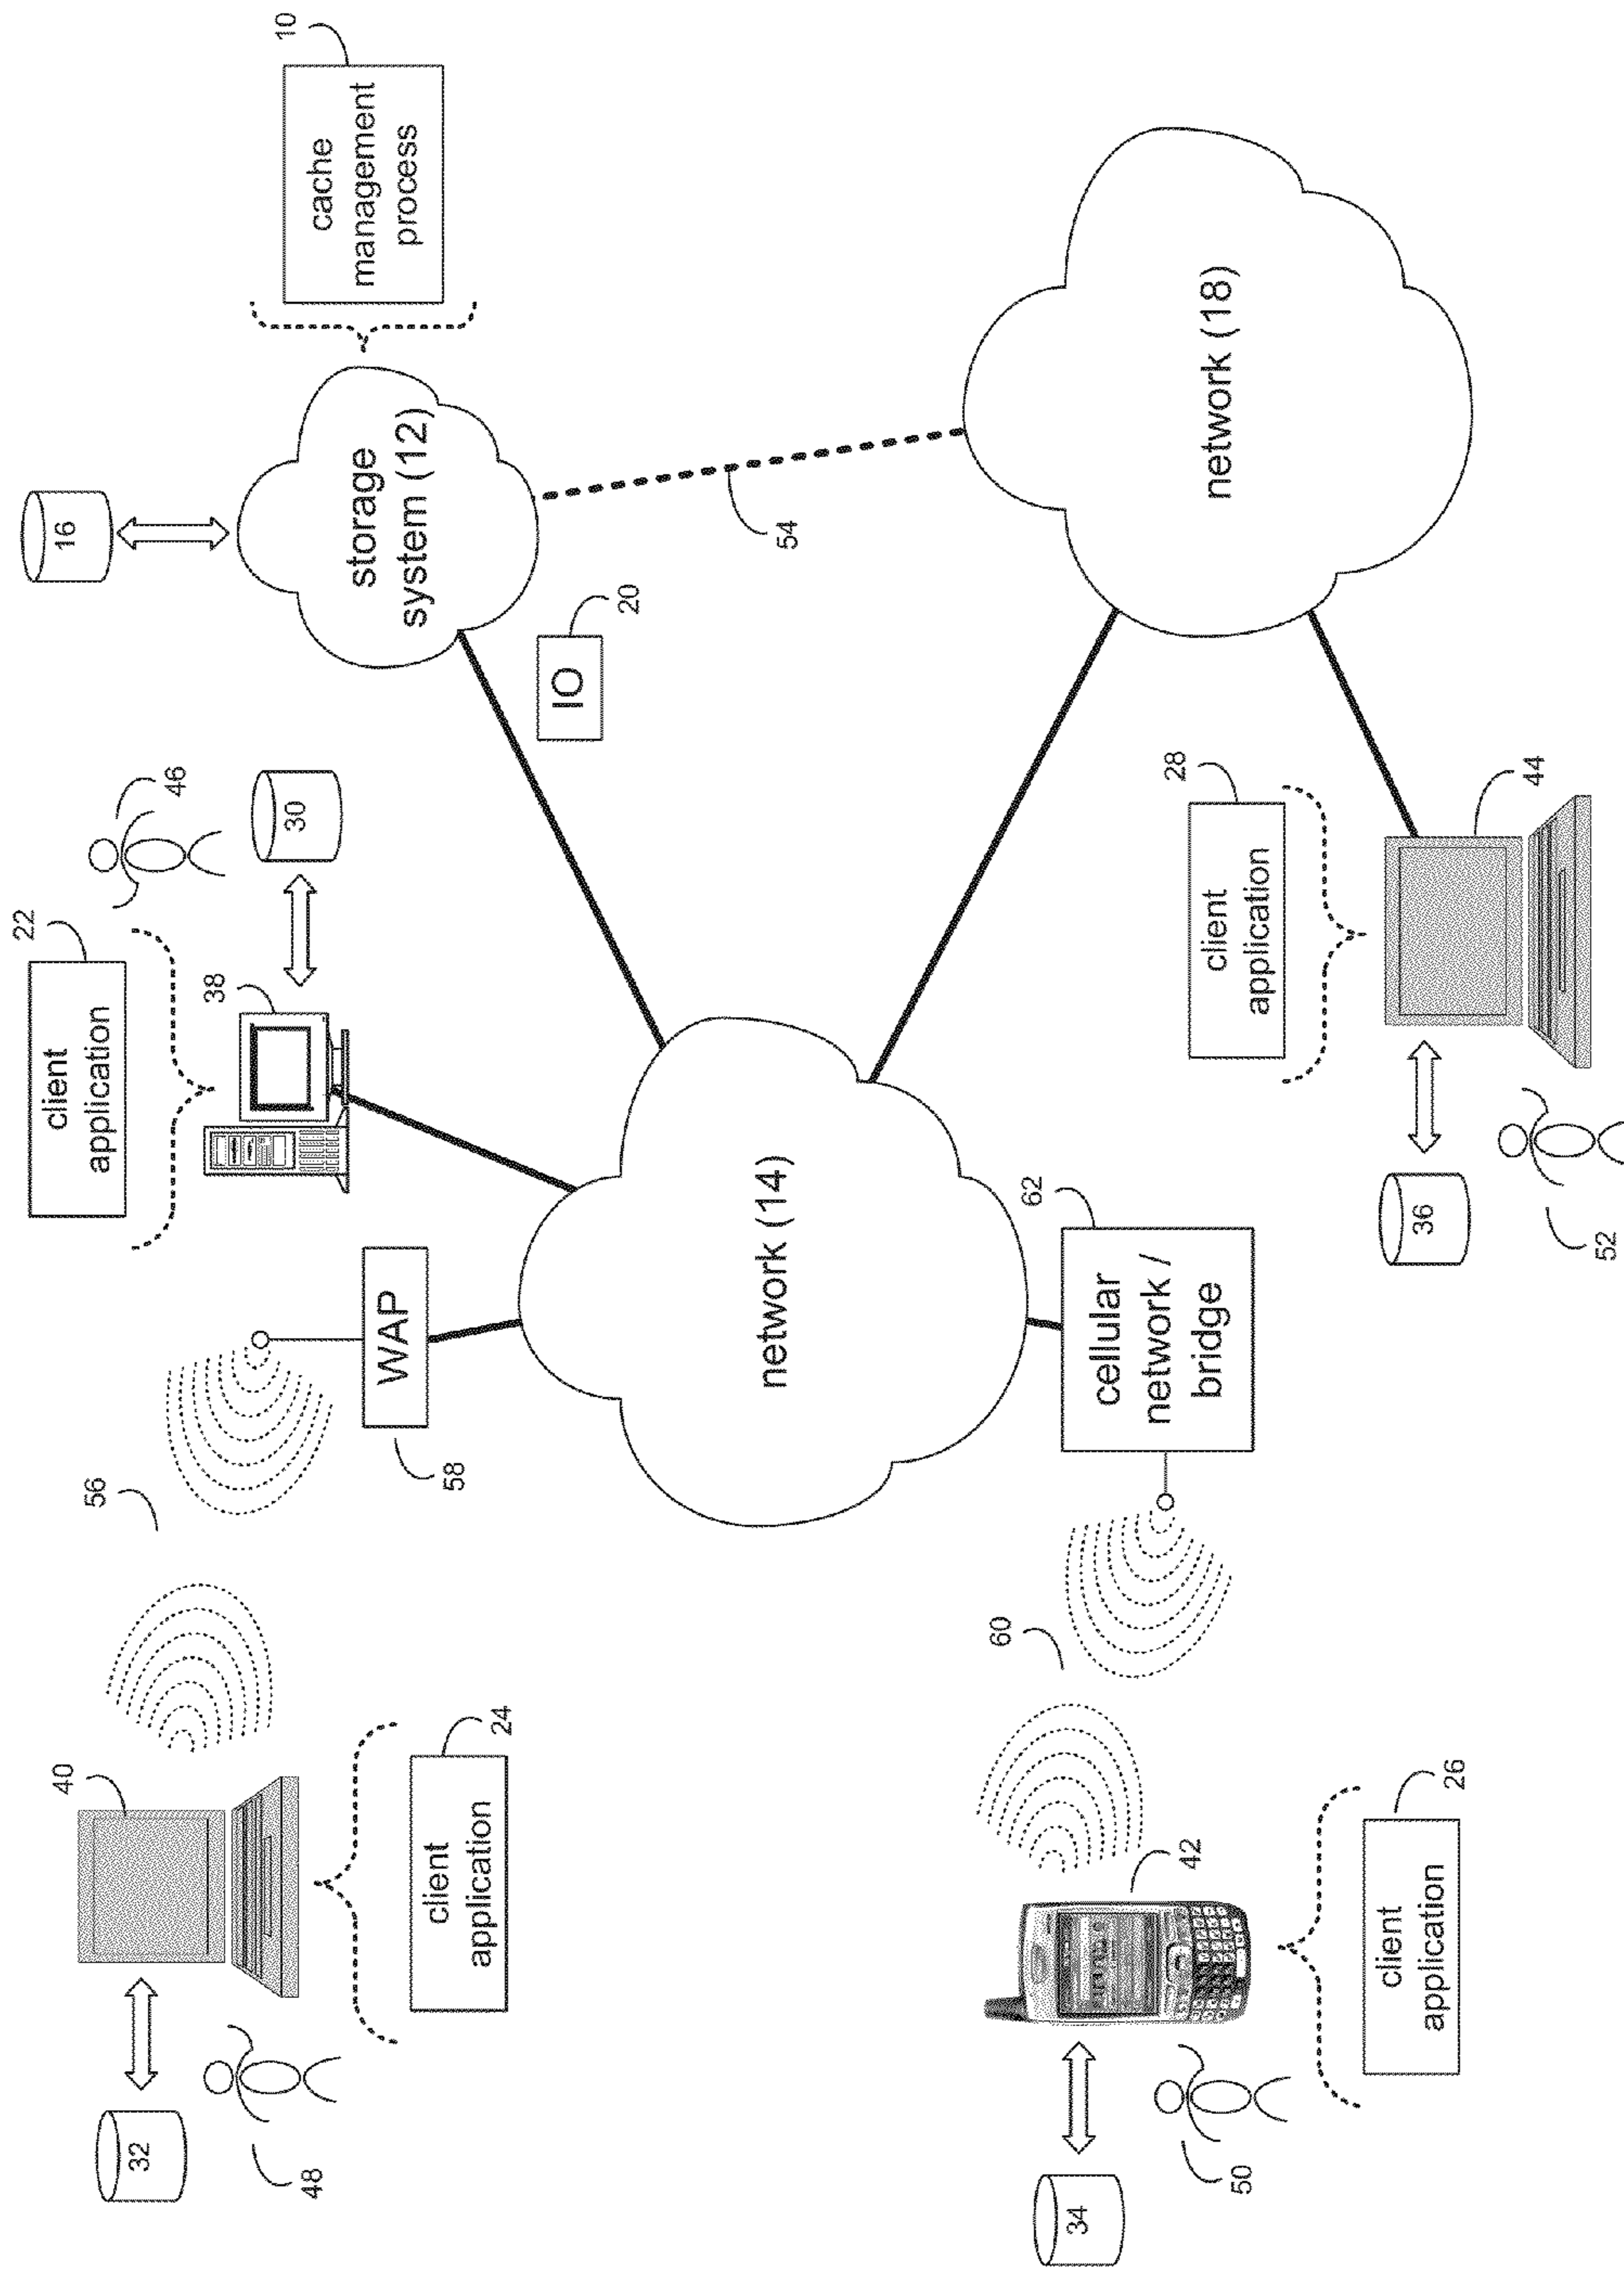 32
40
48
client
application
24
56
WAP
58
client
application
22
38
46
30
16
storage
system (12)
cache
management
process
10
IO
20
54
network (14)
network (18)
34
42
50
client
application
26
60
cellular
network /
bridge
62
client
application
28
44
36
52